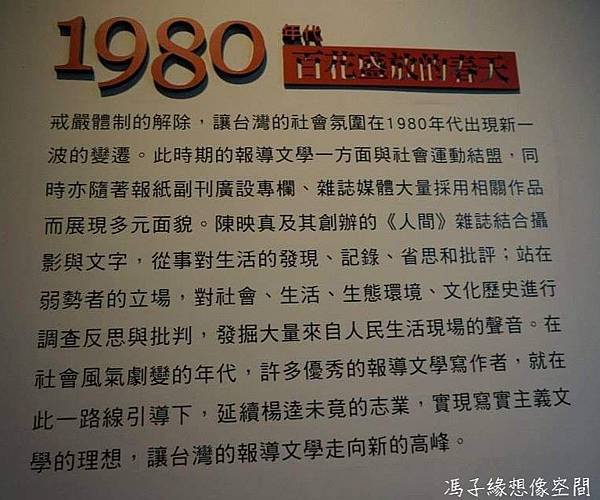 1980 年代
百花盛放的春天
戒嚴體制的解除，讓台灣的社會氛圍在1980年代出現新一
波的變遷。此時期的報導文學一方面與社會運動結盟，同
時亦隨著報紙副刊廣設專欄、雜誌媒體大量採用相關作品
而展現多元面貌。陳映真及其創辦的《人間》雜誌結合攝
影與文字，從事對生活的發現、記錄、省思和批評；站在
弱勢者的立場，對社會、生活、生態環境、文化歷史進行
調查反思與批判，發掘大量來自人民生活現場的聲音。在
社會風氣劇變的年代，許多優秀的報導文學寫作者，就在
此一路線引導下，延續楊逵未竟的志業，實現寫實主義文
學的理想，讓台灣的報導文學走向新的高峰。
馮子緣想像空間